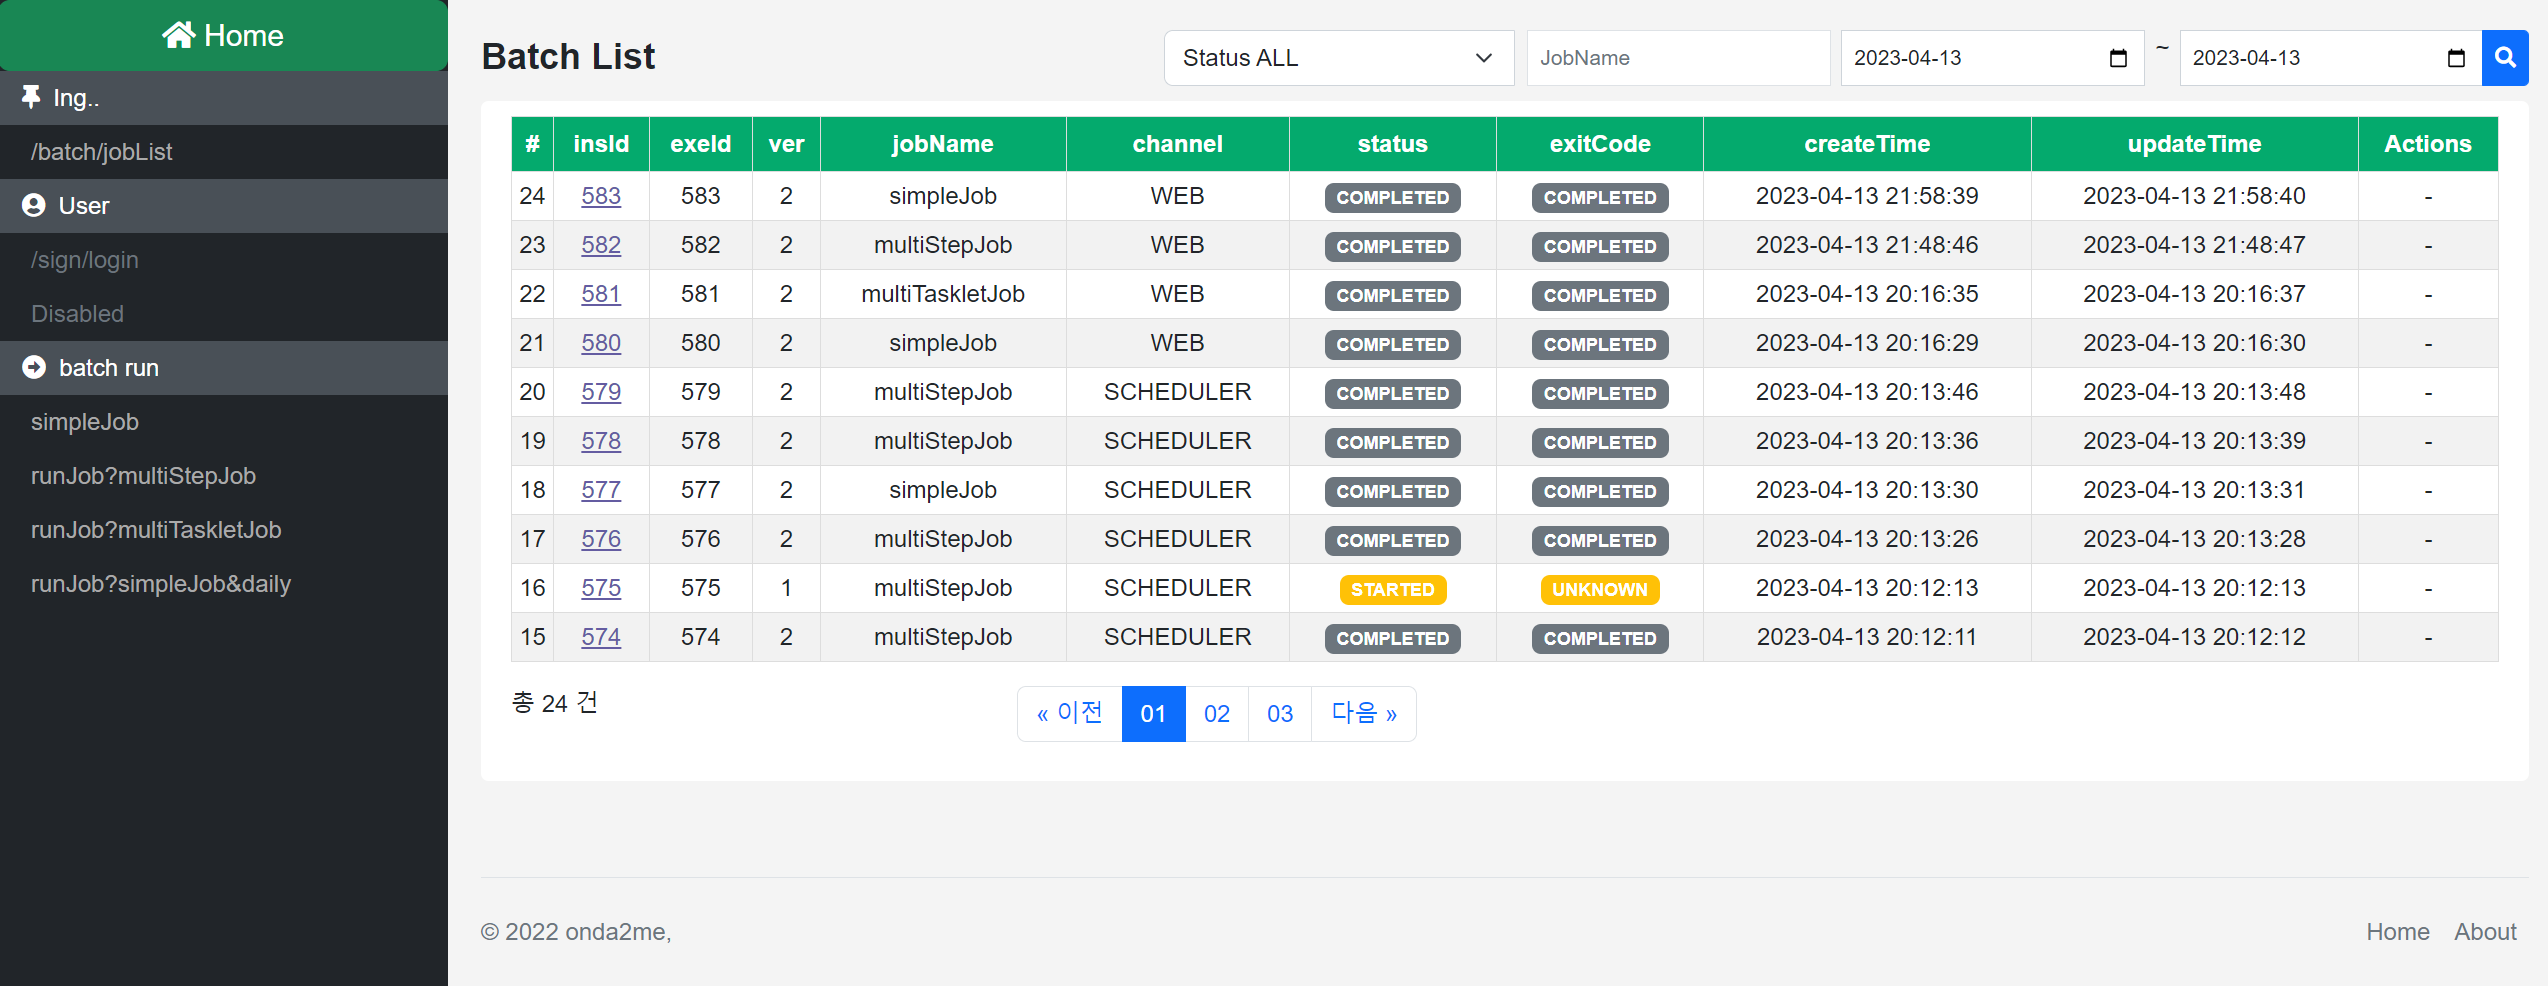 Home
Ing..
/batch/jobList
User
/sign/login
Disabled
batch run
simpleJob
runJob?multiStepJob
runJob?multiTaskletJob
runJob?simpleJob&daily
Batch List
Status ALL JobName 2023-04-13 ~ 2023-04-13
# insId exeId ver jobName channel status exitCode createTime updateTime Actions
24 583 583 2 simpleJob WEB COMPLETED COMPLETED 2023-04-13 21:58:39 2023-04-13 21:58:40 -
23 582 582 2 multiStepJob WEB COMPLETED COMPLETED 2023-04-13 21:48:46 2023-04-13 21:48:47 -
22 581 581 2 multiTaskletJob WEB COMPLETED COMPLETED 2023-04-13 20:16:35 2023-04-13 20:16:37 -
21 580 580 2 simpleJob WEB COMPLETED COMPLETED 2023-04-13 20:16:29 2023-04-13 20:16:30 -
20 579 579 2 multiStepJob SCHEDULER COMPLETED COMPLETED 2023-04-13 20:13:46 2023-04-13 20:13:48 -
19 578 578 2 multiStepJob SCHEDULER COMPLETED COMPLETED 2023-04-13 20:13:36 2023-04-13 20:13:39 -
18 577 577 2 simpleJob SCHEDULER COMPLETED COMPLETED 2023-04-13 20:13:30 2023-04-13 20:13:31 -
17 576 576 2 multiStepJob SCHEDULER COMPLETED COMPLETED 2023-04-13 20:13:26 2023-04-13 20:13:28 -
16 575 575 1 multiStepJob SCHEDULER STARTED UNKNOWN 2023-04-13 20:12:13 2023-04-13 20:12:13 -
15 574 574 2 multiStepJob SCHEDULER COMPLETED COMPLETED 2023-04-13 20:12:11 2023-04-13 20:12:12 -
총 24 건 « 이전 01 02 03 다음 »
© 2022 onda2me, Home About